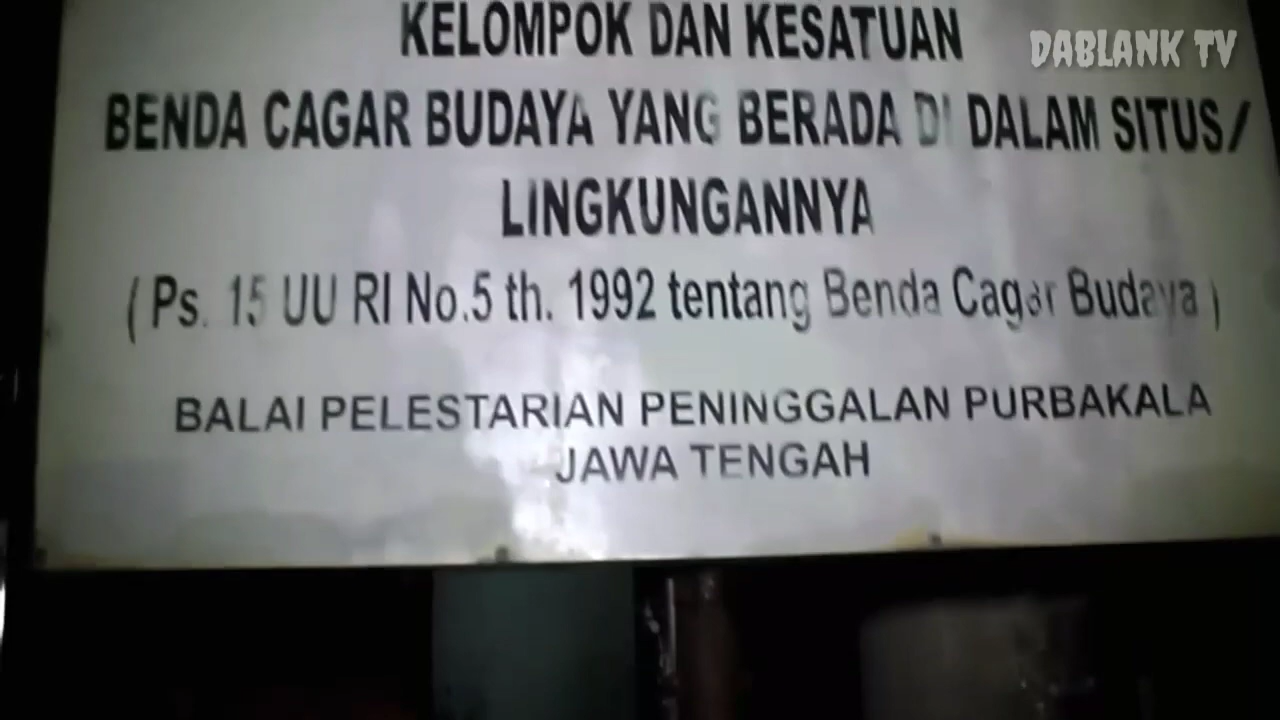 DABLANK TV
KELOMPOK DAN KESATUAN
BENDA CAGAR BUDAYA YANG BERADA DI DALAM SITUS/
LINGKUNGANNYA
( Ps. 15 UU RI No.5 th. 1992 tentang Benda Cagar Budaya )
BALAI PELESTARIAN PENINGGALAN PURBAKALA
JAWA TENGAH